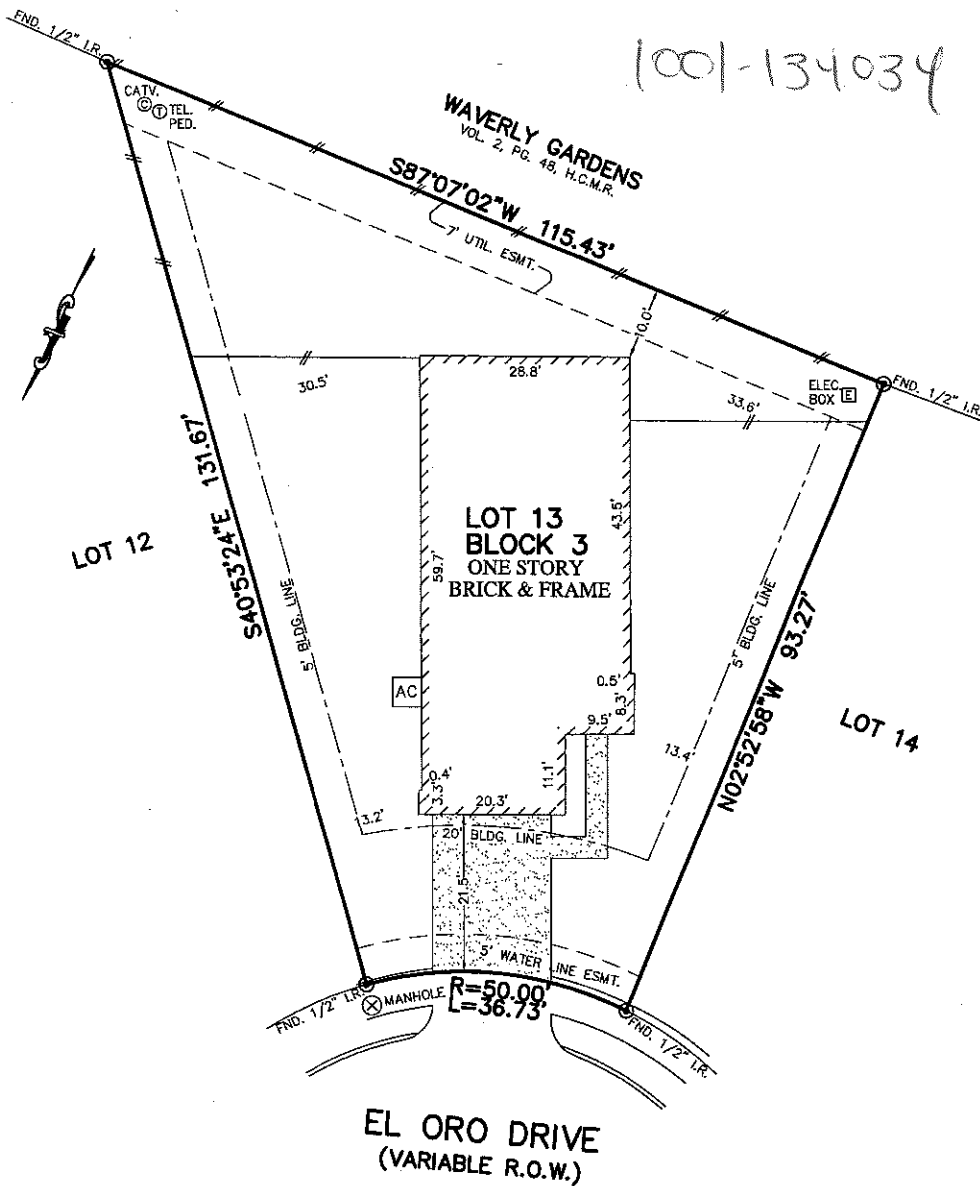 FND. 1/2" I.R.
1001-134034
CATV.
C T TEL.
PED.
WAVERLY GARDENS
VOL. 2, PG. 48, H.C.M.R.
S87°07'02"W 115.43'
7' UTIL. ESMT.
10.0'
28.8'
30.5'
ELEC.
BOX E
FND. 1/2" I.R.
33.6'
S40°53'24"E 131.67'
LOT 12
LOT 13
BLOCK 3
ONE STORY
BRICK & FRAME
43.5'
59.7'
5' BLDG. LINE
5' BLDG. LINE
N02°52'58"W 93.27'
LOT 14
AC
0.5'
8.3'
9.5'
13.4'
0.4'
3.3'
20.3'
11.1'
13.2'
20' BLDG. LINE
21.5'
5' WATER LINE ESMT.
FND. 1/2" I.R.
MANHOLE
R=50.00'
L=36.73'
FND. 1/2" I.R.
EL ORO DRIVE
(VARIABLE R.O.W.)